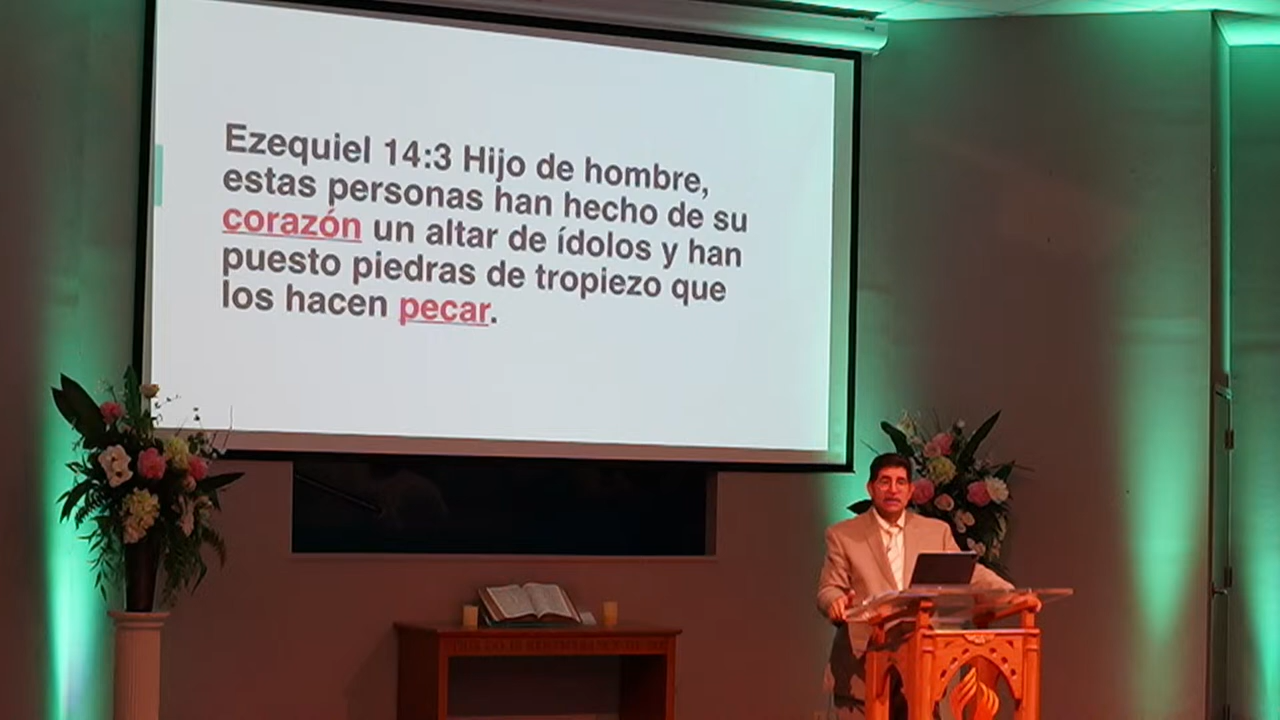 Ezequiel 14:3 Hijo de hombre,
estas personas han hecho de su
corazón un altar de ídolos y han
puesto piedras de tropiezo que
los hacen pecar.